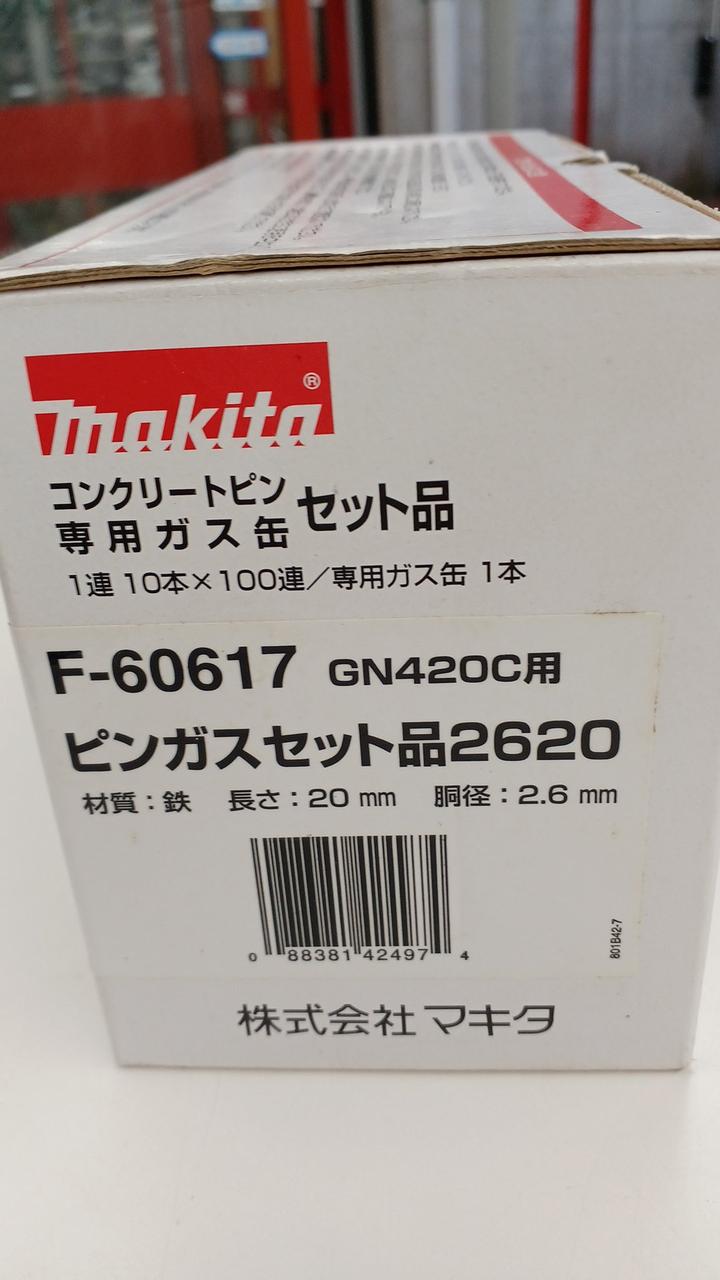 makita®
コンクリートピン
専用ガス缶 セット品
1連 10本×100連／専用ガス缶 1本
F-60617 GN420C用
ピンガスセット品2620
材質：鉄 長さ：20 mm 胴径：2.6 mm
0 88381 42497 4
801B42-7
株式会社マキタ